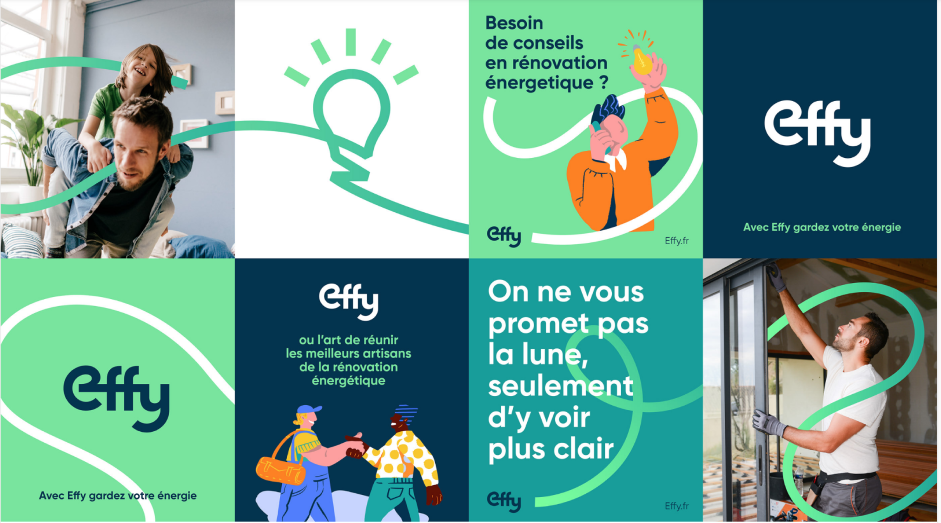 Besoin
de conseils
en rénovation
énergetique ?
effy
Effy.fr
effy
Avec Effy gardez votre énergie
effy
Avec Effy gardez votre énergie
effy
ou l'art de réunir
les meilleurs artisans
de la rénovation
énergétique
On ne vous
promet pas
la lune,
seulement
d'y voir
plus clair
effy
Effy.fr